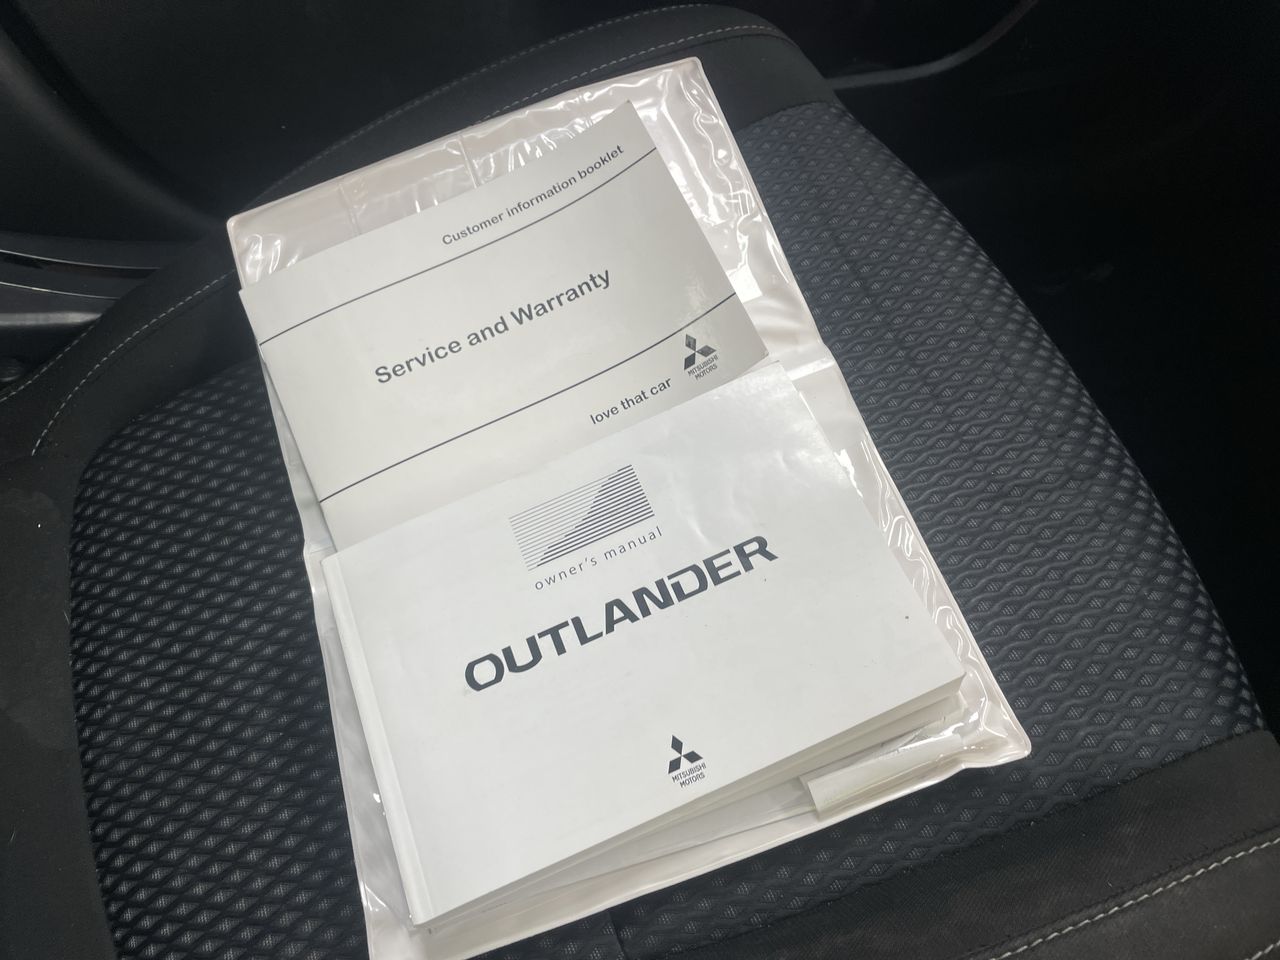 Customer information booklet
Service and Warranty
love that car
MITSUBISHI
MOTORS
owner's manual
OUTLANDER
MITSUBISHI
MOTORS